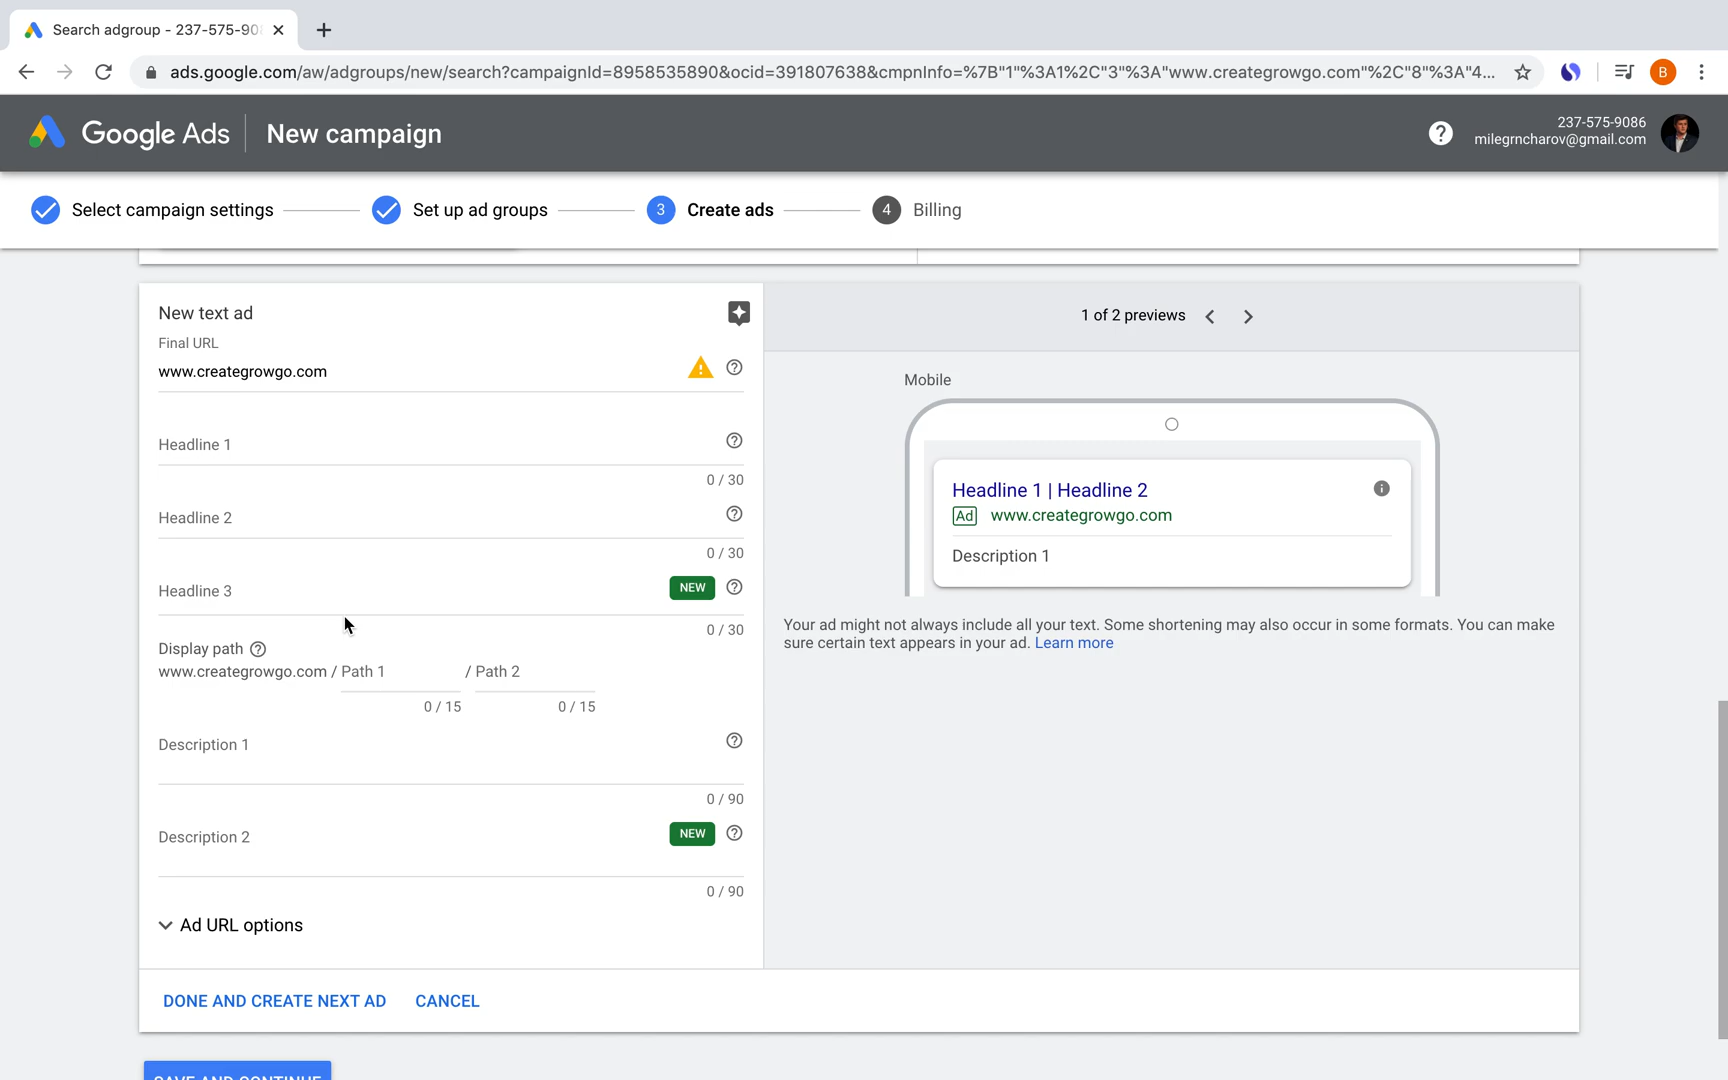 Search adgroup - 237-575-90
ads.google.com/aw/adgroups/new/search?campaignId=8958535890&ocid=391807638&cmpnInfo=%7B"1"%3A1%2C"3"%3A"www.creategrowgo.com"%2C"8"%3A"4...
B
Google Ads
New campaign
237-575-9086
milegrncharov@gmail.com
Select campaign settings
Set up ad groups
3 Create ads
4 Billing
New text ad
Final URL
www.creategrowgo.com
Headline 1
0 / 30
Headline 2
0 / 30
Headline 3
NEW
0 / 30
Display path
www.creategrowgo.com / Path 1 / Path 2
0 / 15 0 / 15
Description 1
0 / 90
Description 2
NEW
0 / 90
Ad URL options
DONE AND CREATE NEXT AD CANCEL
SAVE AND CONTINUE
1 of 2 previews
Mobile
Headline 1 | Headline 2
Ad www.creategrowgo.com
Description 1
Your ad might not always include all your text. Some shortening may also occur in some formats. You can make
sure certain text appears in your ad. Learn more